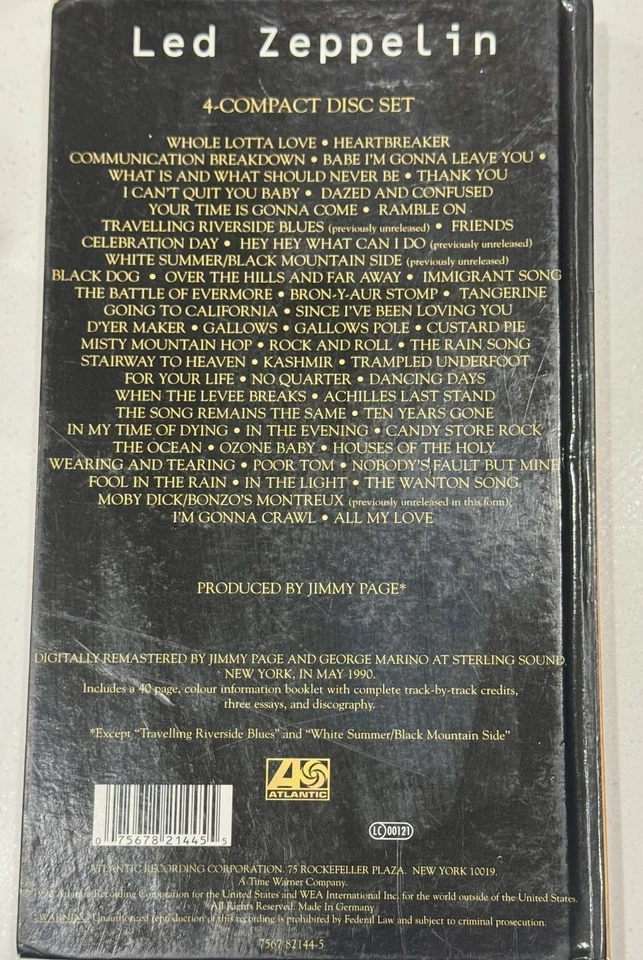 Led Zeppelin
4-COMPACT DISC SET
WHOLE LOTTA LOVE • HEARTBREAKER
COMMUNICATION BREAKDOWN • BABE I'M GONNA LEAVE YOU •
WHAT IS AND WHAT SHOULD NEVER BE • THANK YOU
I CAN'T QUIT YOU BABY • DAZED AND CONFUSED
YOUR TIME IS GONNA COME • RAMBLE ON
TRAVELLING RIVERSIDE BLUES (previously unreleased) • FRIENDS
CELEBRATION DAY • HEY HEY WHAT CAN I DO (previously unreleased)
WHITE SUMMER/BLACK MOUNTAIN SIDE (previously unreleased)
BLACK DOG • OVER THE HILLS AND FAR AWAY • IMMIGRANT SONG
THE BATTLE OF EVERMORE • BRON-Y-AUR STOMP • TANGERINE
GOING TO CALIFORNIA • SINCE I'VE BEEN LOVING YOU
D'YER MAKER • GALLOWS • GALLOWS POLE • CUSTARD PIE
MISTY MOUNTAIN HOP • ROCK AND ROLL • THE RAIN SONG
STAIRWAY TO HEAVEN • KASHMIR • TRAMPLED UNDERFOOT
FOR YOUR LIFE • NO QUARTER • DANCING DAYS
WHEN THE LEVEE BREAKS • ACHILLES LAST STAND
THE SONG REMAINS THE SAME • TEN YEARS GONE
IN MY TIME OF DYING • IN THE EVENING • CANDY STORE ROCK
THE OCEAN • OZONE BABY • HOUSES OF THE HOLY
WEARING AND TEARING • POOR TOM • NOBODY'S FAULT BUT MINE
FOOL IN THE RAIN • IN THE LIGHT • THE WANTON SONG
MOBY DICK/BONZO'S MONTREUX (previously unreleased in this form)
I'M GONNA CRAWL • ALL MY LOVE
PRODUCED BY JIMMY PAGE*
DIGITALLY REMASTERED BY JIMMY PAGE AND GEORGE MARINO AT STERLING SOUND,
NEW YORK, IN MAY 1990.
Includes a 40 page, colour information booklet with complete track-by-track credits,
three essays, and discography.
*Except "Travelling Riverside Blues" and "White Summer/Black Mountain Side"
ATLANTIC
0 75678 21445 5
LC 00121
ATLANTIC RECORDING CORPORATION, 75 ROCKEFELLER PLAZA. NEW YORK 10019.
A Time Warner Company.
Atlantic Recording Corporation for the United States and WEA International Inc. for the world outside of the United States.
All Rights Reserved. Made In Germany
WARNING: Unauthorized reproduction of this recording is prohibited by Federal Law and subject to criminal prosecution.
7567 82144-5